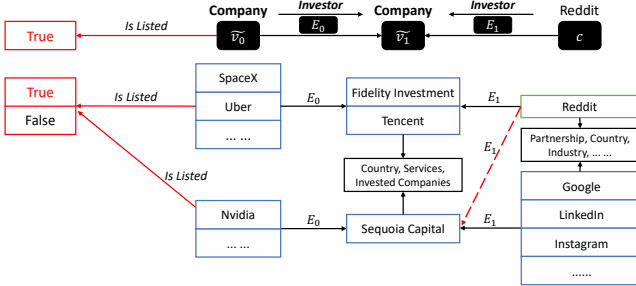 Company Investor Company Investor Reddit
True Is Listed ṽ₀ E₀ ṽ₁ E₁ c
SpaceX
True Is Listed Uber E₀ Fidelity Investment E₁ Reddit
False ... ... Tencent
E₁
Partnership, Country,
Industry, ... ...
Country, Services,
Invested Companies
Is Listed
Google
Nvidia E₀ Sequoia Capital E₁ LinkedIn
... ... Instagram
......